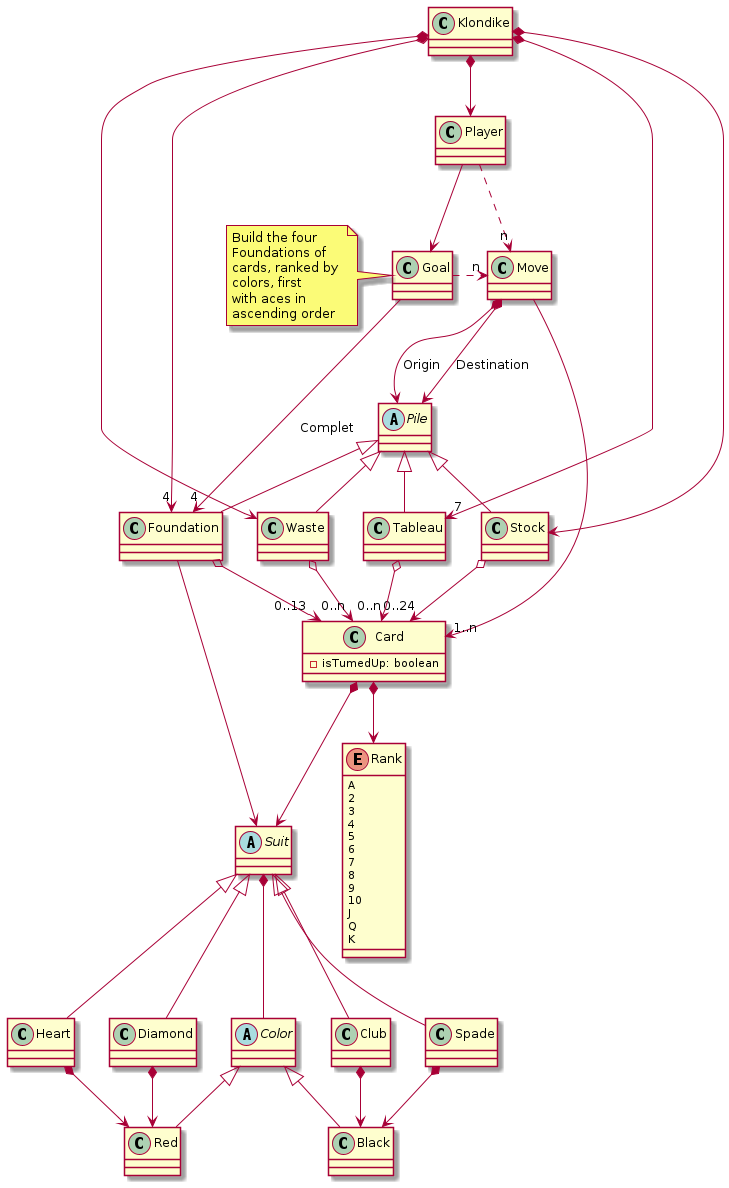 C Klondike
C Player
Build the four
Foundations of
cards, ranked by
colors, first
with aces in
ascending order
n
C Goal
n
C Move
Origin
Destination
A Pile
Complet
4
4
7
C Foundation
C Waste
C Tableau
C Stock
0..13
0..n
0..n
0..24
1..n
C Card
isTumedUp: boolean
E Rank
A
2
3
4
5
6
7
8
9
10
J
Q
K
A Suit
C Heart
C Diamond
A Color
C Club
C Spade
C Red
C Black